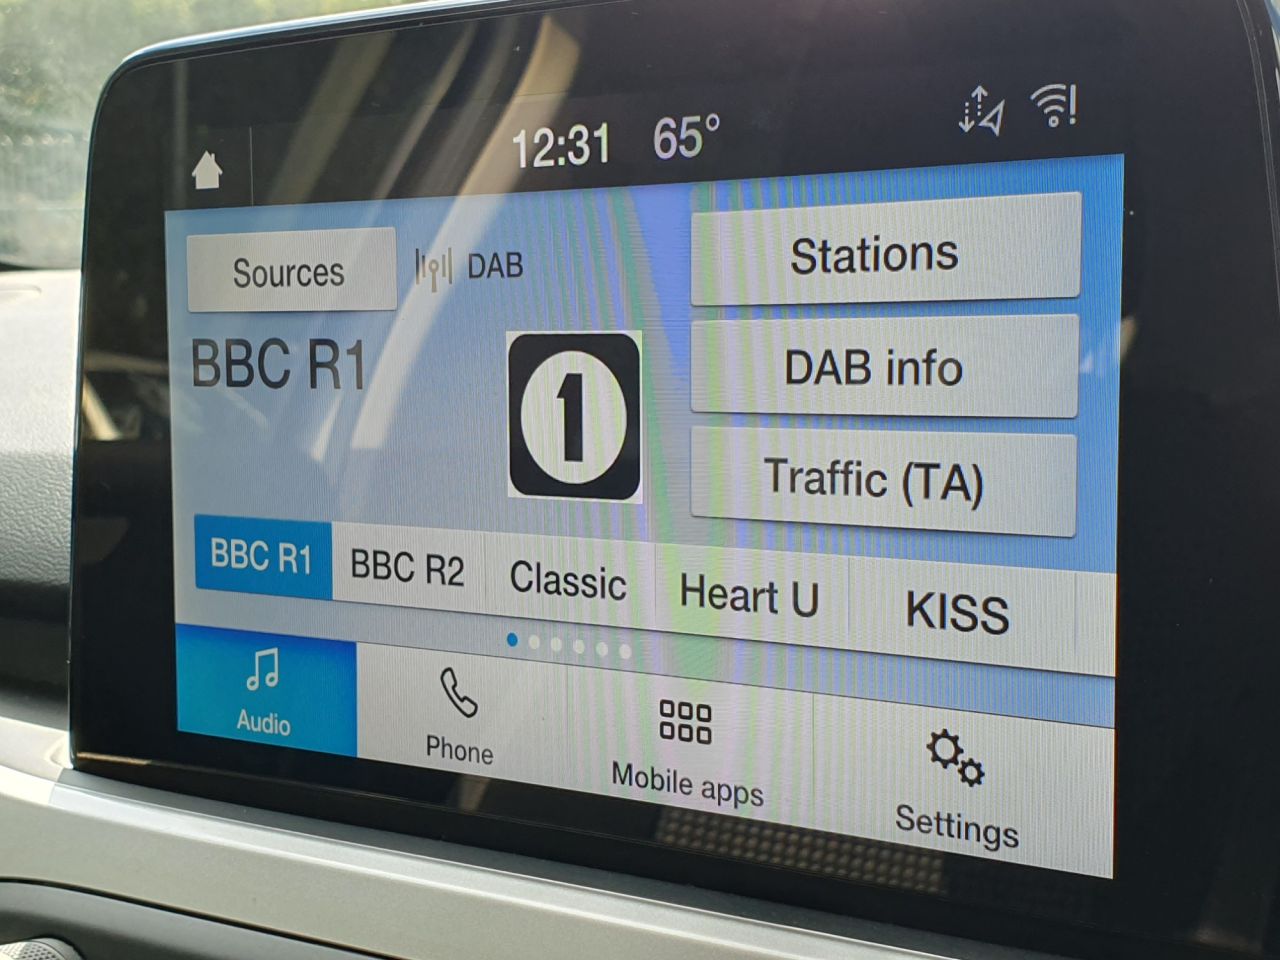 12:31 65°
Sources DAB
Stations
BBC R1
1
DAB info
Traffic (TA)
BBC R1 BBC R2 Classic Heart U KISS
Audio Phone Mobile apps Settings